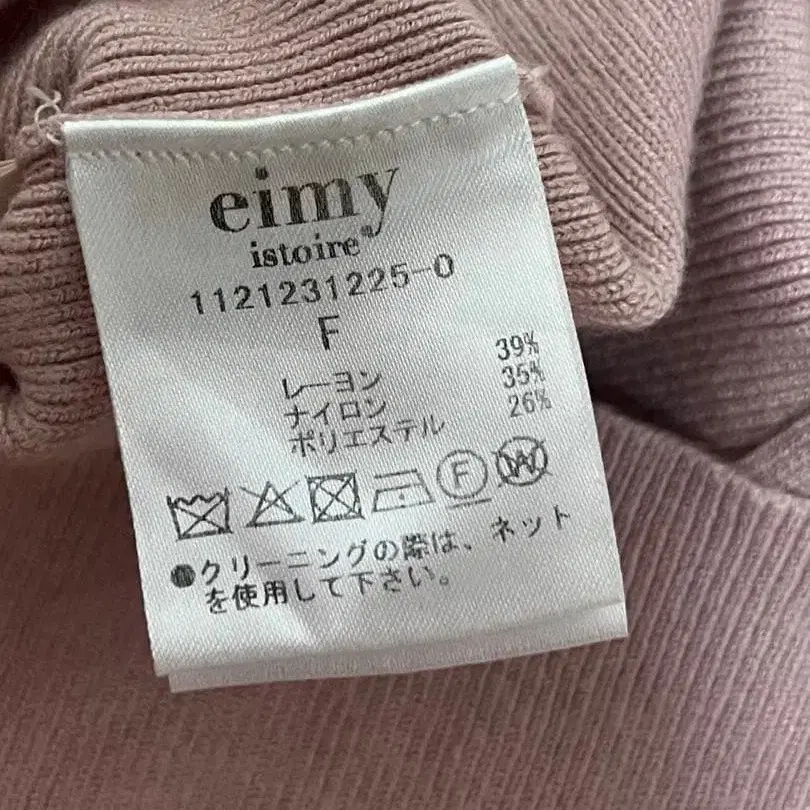 eimy
istoire®
1121231225-0
F
レーヨン 39%
ナイロン 35%
ポリエステル 26%
F W
●クリーニングの際は、ネット
を使用して下さい。